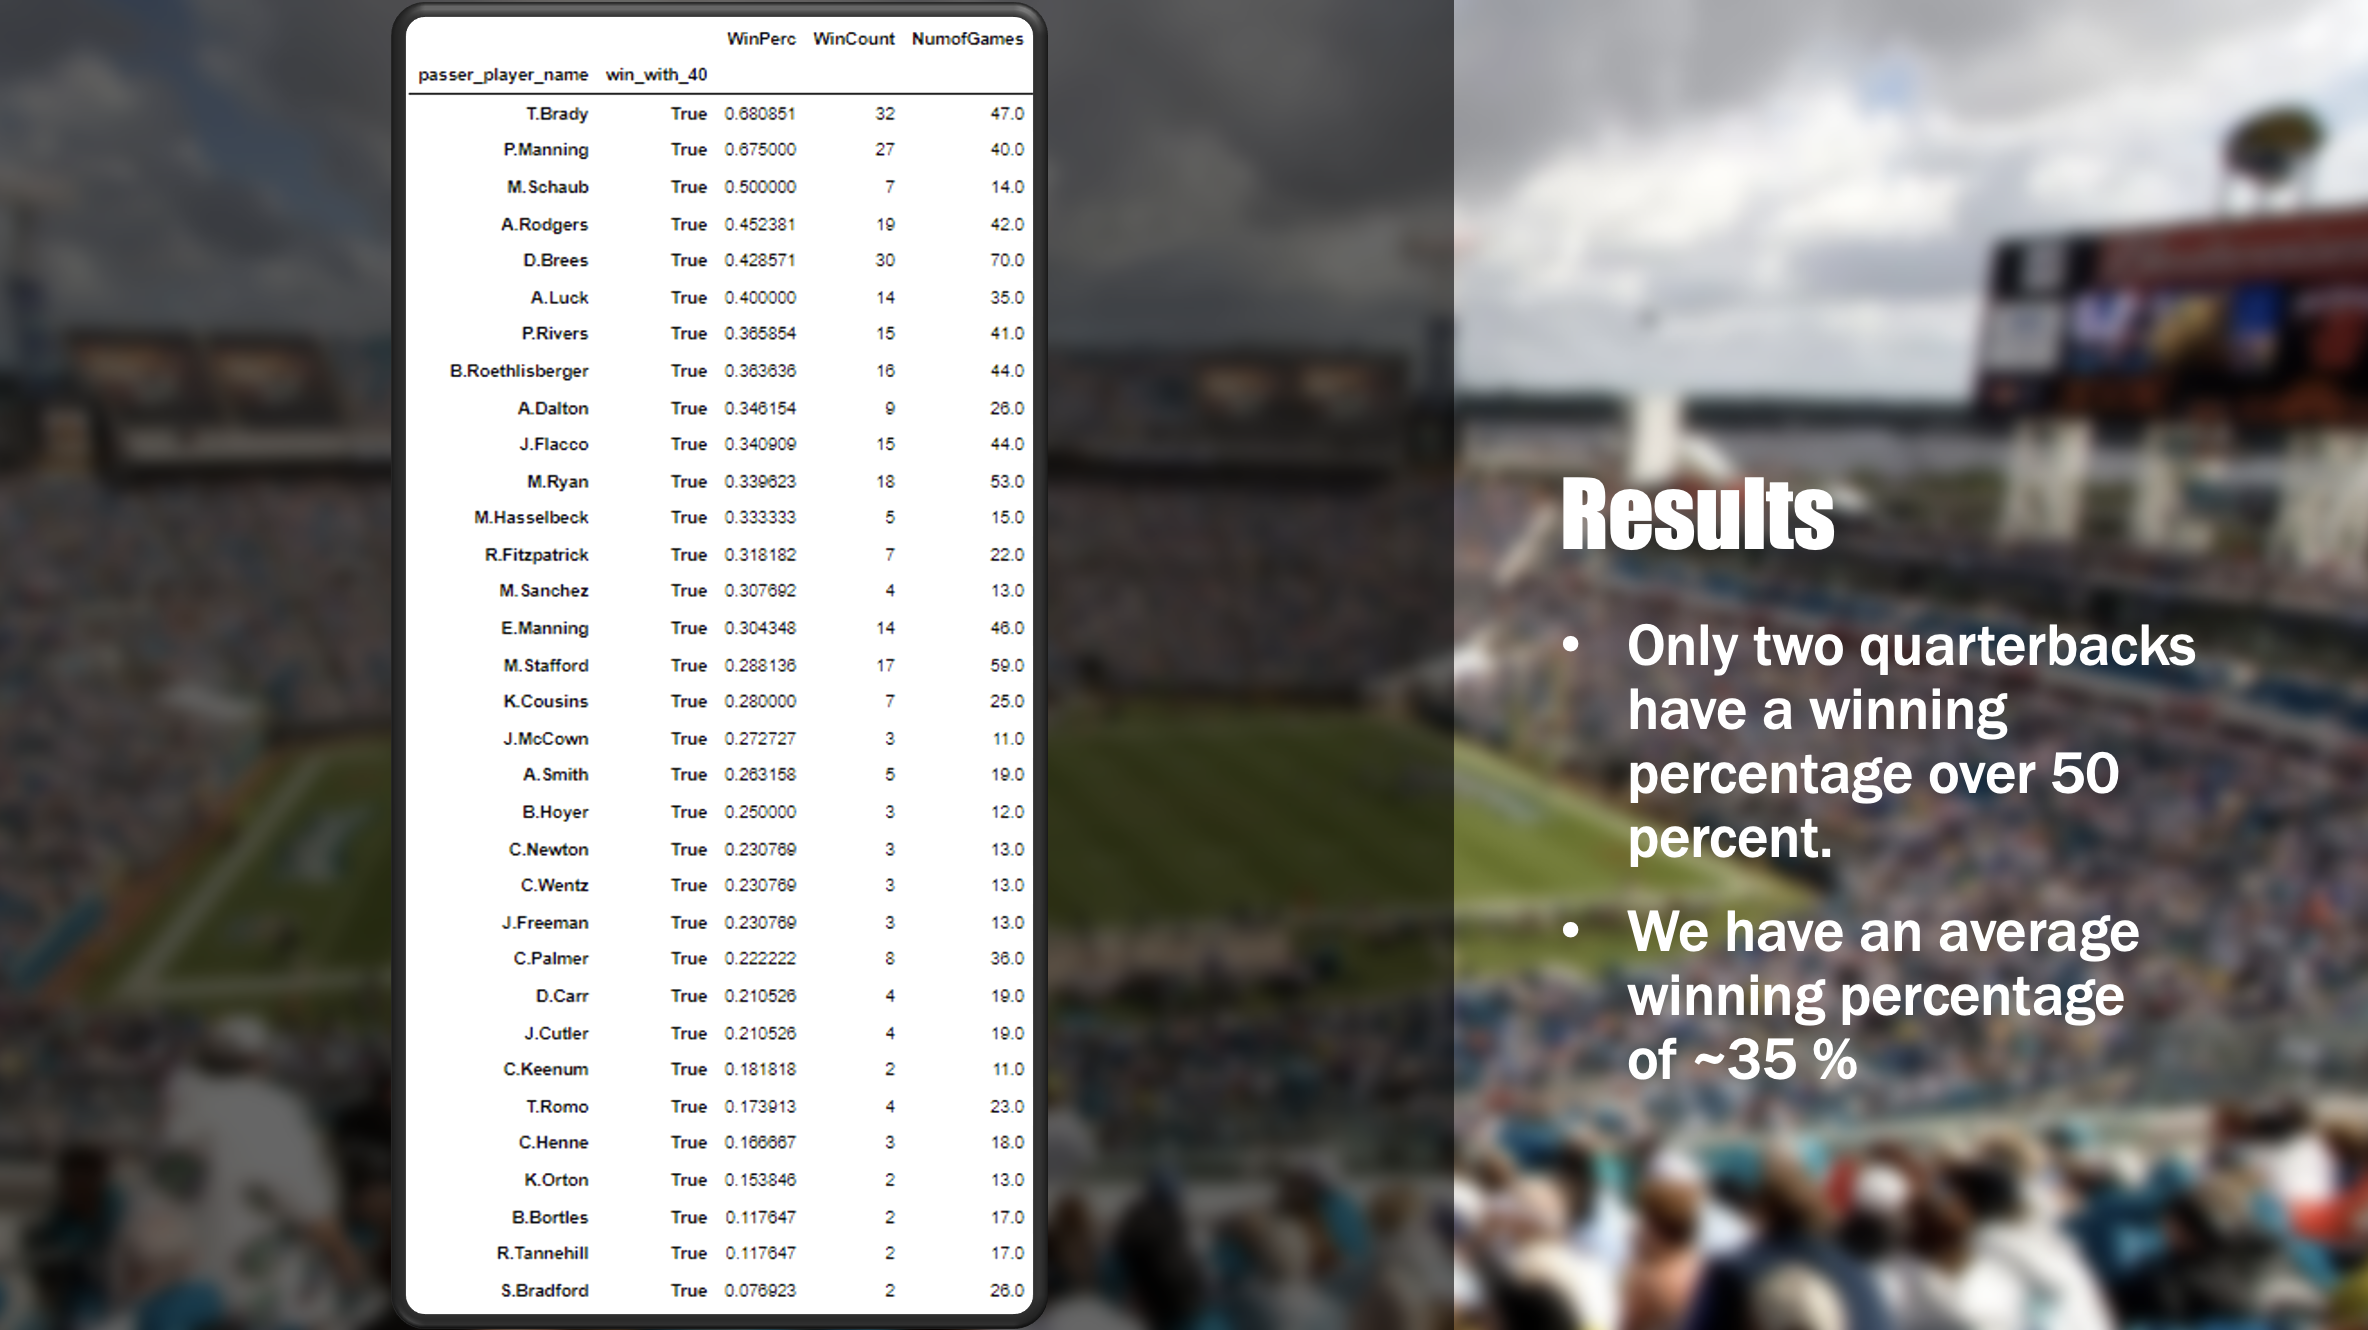 WinPerc WinCount NumofGames
passer_player_name win_with_40
T.Brady True 0.680851 32 47.0
P.Manning True 0.675000 27 40.0
M.Schaub True 0.500000 7 14.0
A.Rodgers True 0.452381 19 42.0
D.Brees True 0.428571 30 70.0
A.Luck True 0.400000 14 35.0
P.Rivers True 0.365854 15 41.0
B.Roethlisberger True 0.363636 16 44.0
A.Dalton True 0.346154 9 26.0
J.Flacco True 0.340909 15 44.0
M.Ryan True 0.339623 18 53.0
M.Hasselbeck True 0.333333 5 15.0
R.Fitzpatrick True 0.318182 7 22.0
M.Sanchez True 0.307692 4 13.0
E.Manning True 0.304348 14 46.0
M.Stafford True 0.288136 17 59.0
K.Cousins True 0.280000 7 25.0
J.McCown True 0.272727 3 11.0
A.Smith True 0.263158 5 19.0
B.Hoyer True 0.250000 3 12.0
C.Newton True 0.230769 3 13.0
C.Wentz True 0.230769 3 13.0
J.Freeman True 0.230769 3 13.0
C.Palmer True 0.222222 8 36.0
D.Carr True 0.210526 4 19.0
J.Cutler True 0.210526 4 19.0
C.Keenum True 0.181818 2 11.0
T.Romo True 0.173913 4 23.0
C.Henne True 0.166667 3 18.0
K.Orton True 0.153846 2 13.0
B.Bortles True 0.117647 2 17.0
R.Tannehill True 0.117647 2 17.0
S.Bradford True 0.076923 2 26.0
Results
• Only two quarterbacks
have a winning
percentage over 50
percent.
• We have an average
winning percentage
of ~35 %